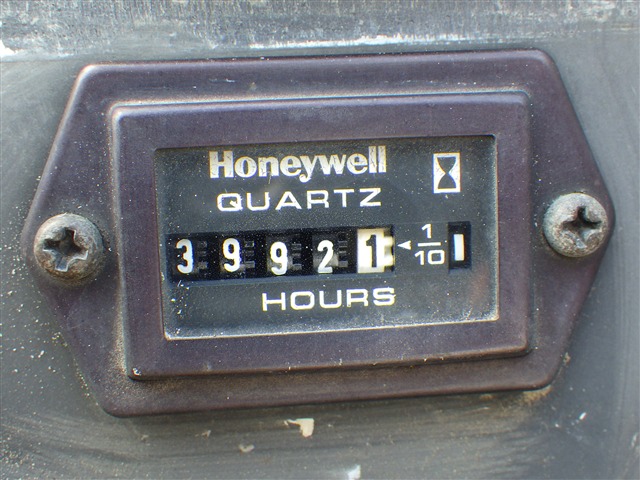 Honeywell
QUARTZ
39921 ◄ 1/10
HOURS